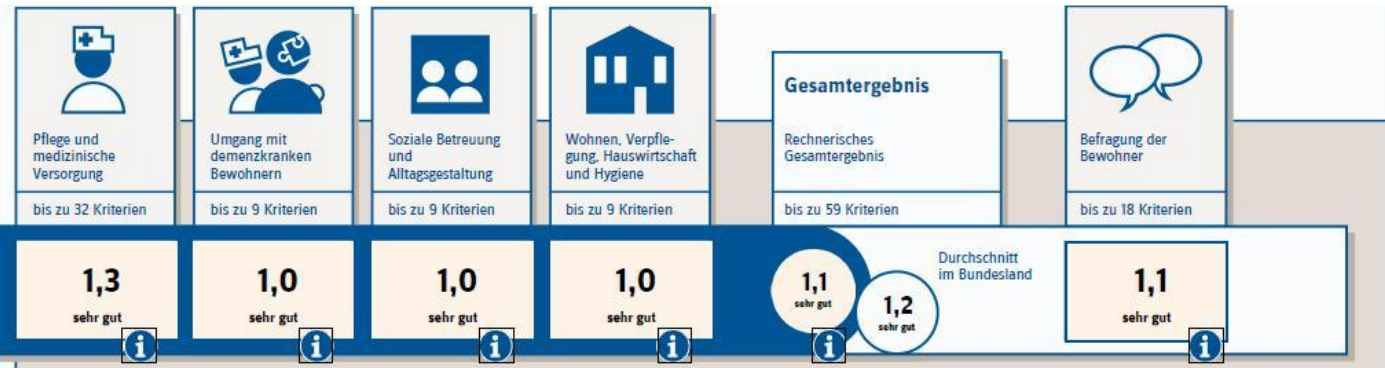 Pflege und
medizinische
Versorgung
bis zu 32 Kriterien
1,3
sehr gut
Umgang mit
demenzkranken
Bewohnern
bis zu 9 Kriterien
1,0
sehr gut
Soziale Betreuung
und
Alltagsgestaltung
bis zu 9 Kriterien
1,0
sehr gut
Wohnen, Verpfle-
gung, Hauswirtschaft
und Hygiene
bis zu 9 Kriterien
1,0
sehr gut
Gesamtergebnis
Rechnerisches
Gesamtergebnis
bis zu 59 Kriterien
1,1
sehr gut
1,2
sehr gut
Durchschnitt
im Bundesland
Befragung der
Bewohner
bis zu 18 Kriterien
1,1
sehr gut